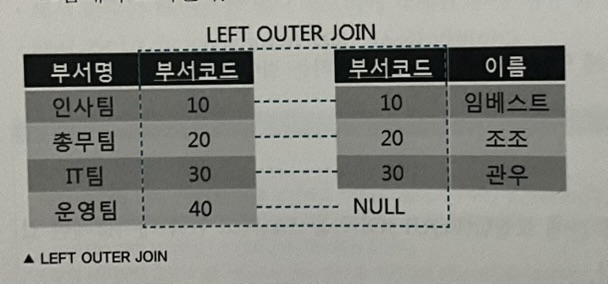 LEFT OUTER JOIN
부서명 부서코드 부서코드 이름
인사팀 10 10 임베스트
총무팀 20 20 조조
IT팀 30 30 관우
운영팀 40 NULL
▲ LEFT OUTER JOIN